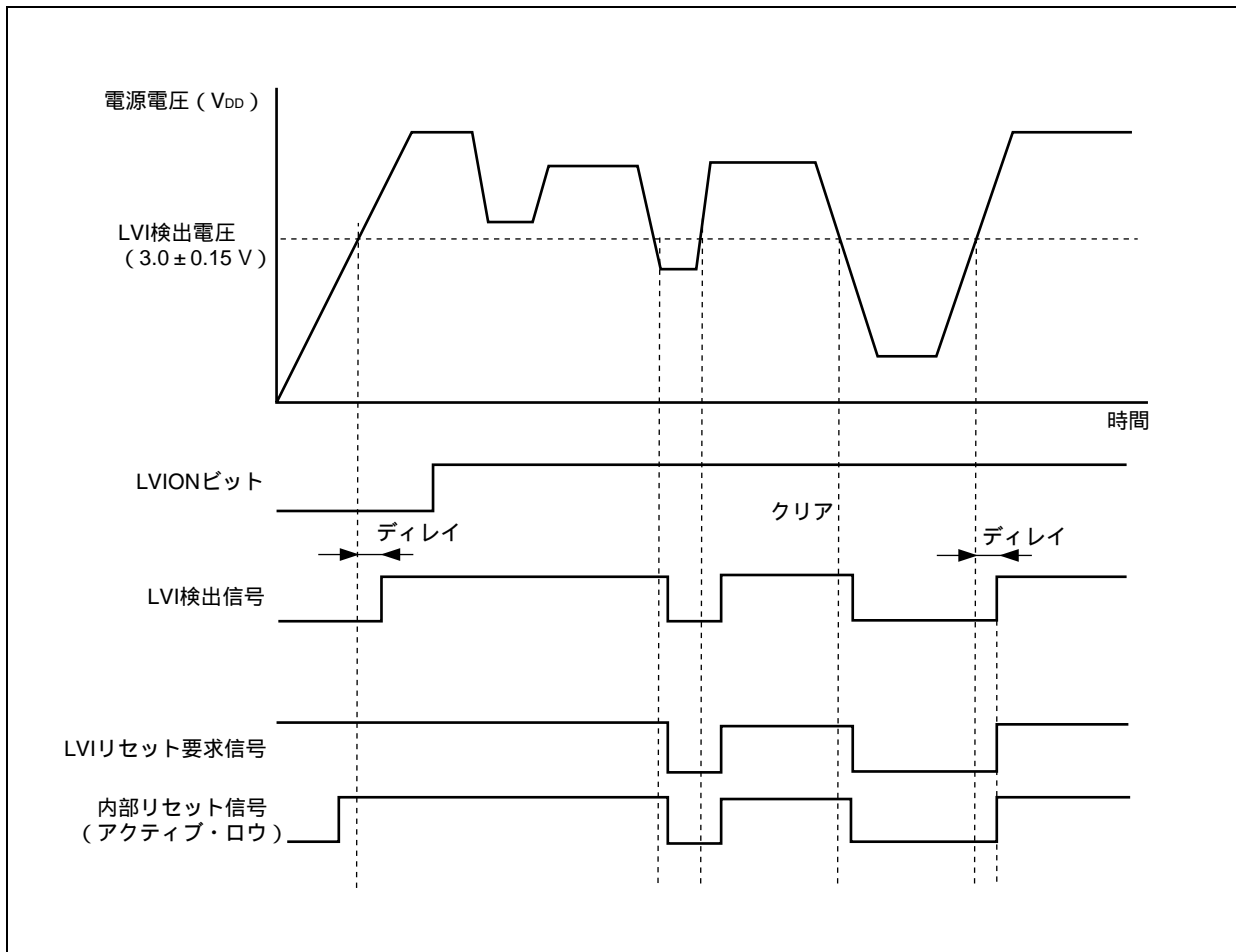 電源電圧（VDD）
LVI検出電圧
（3.0±0.15 V）
時間
LVIONビット
クリア
ディレイ
ディレイ
LVI検出信号
LVIリセット要求信号
内部リセット信号
（アクティブ・ロウ）